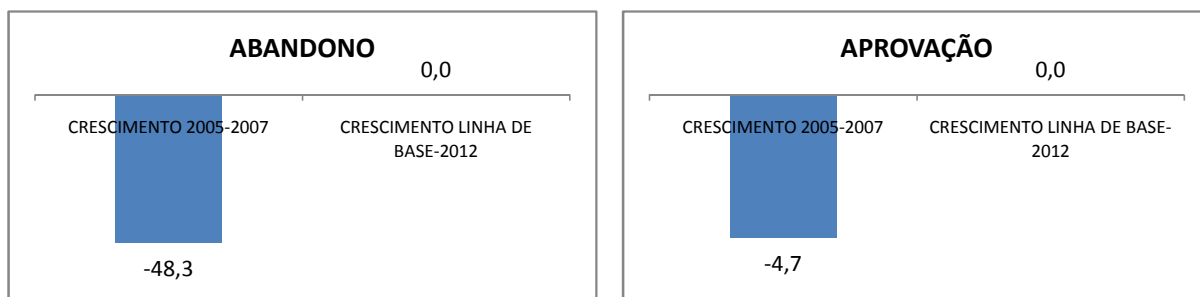 ABANDONO
0,0
CRESCIMENTO 2005-2007
CRESCIMENTO LINHA DE
BASE-2012
-48,3
APROVAÇÃO
0,0
CRESCIMENTO 2005-2007
CRESCIMENTO LINHA DE BASE-
2012
-4,7